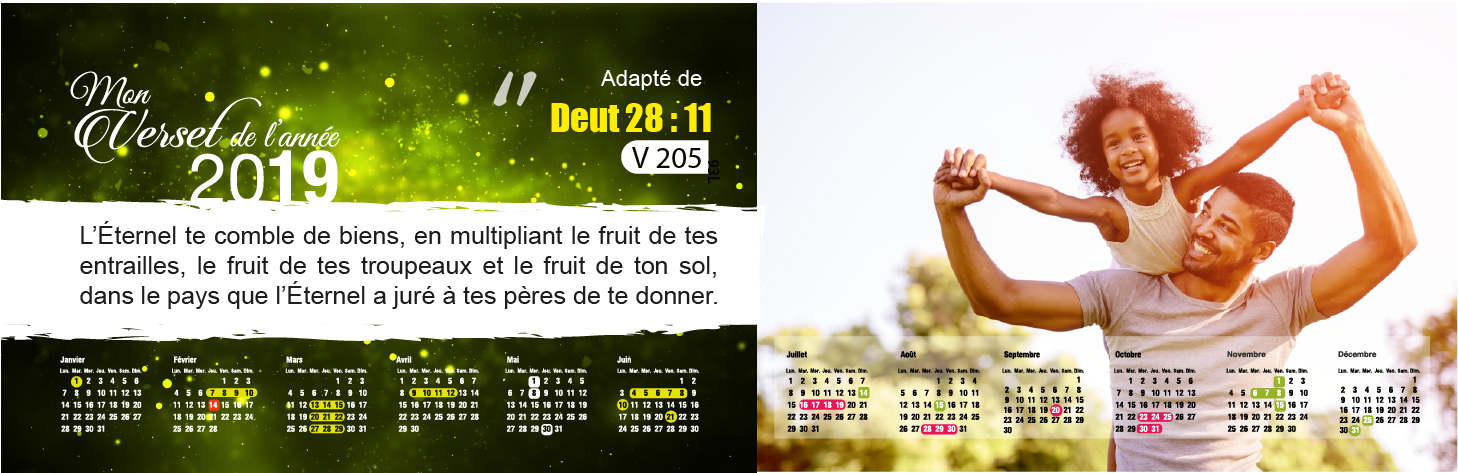 Mon
Verset de l'année
2019
"
Adapté de
Deut 28 : 11
V 205
93L
L'Éternel te comble de biens, en multipliant le fruit de tes
entrailles, le fruit de tes troupeaux et le fruit de ton sol,
dans le pays que l'Éternel a juré à tes pères de te donner.
Janvier
Lun. Mar. Mer. Jeu. Ven. Sam. Dim.
1 2 3 4 5 6
7 8 9 10 11 12 13
14 15 16 17 18 19 20
21 22 23 24 25 26 27
28 29 30 31
Février
Lun. Mar. Mer. Jeu. Ven. Sam. Dim.
1 2 3
4 5 6 7 8 9 10
11 12 13 14 15 16 17
18 19 20 21 22 23 24
25 26 27 28
Mars
Lun. Mar. Mer. Jeu. Ven. Sam. Dim.
1 2 3
4 5 6 7 8 9 10
11 12 13 14 15 16 17
18 19 20 21 22 23 24
25 26 27 28 29 30 31
Avril
Lun. Mar. Mer. Jeu. Ven. Sam. Dim.
1 2 3 4 5 6 7
8 9 10 11 12 13 14
15 16 17 18 19 20 21
22 23 24 25 26 27 28
29 30
Mai
Lun. Mar. Mer. Jeu. Ven. Sam. Dim.
1 2 3 4 5
6 7 8 9 10 11 12
13 14 15 16 17 18 19
20 21 22 23 24 25 26
27 28 29 30 31
Juin
Lun. Mar. Mer. Jeu. Ven. Sam. Dim.
1 2
3 4 5 6 7 8 9
10 11 12 13 14 15 16
17 18 19 20 21 22 23
24 25 26 27 28 29 30
Juillet
Lun. Mar. Mer. Jeu. Ven. Sam. Dim.
1 2 3 4 5 6 7
8 9 10 11 12 13 14
15 16 17 18 19 20 21
22 23 24 25 26 27 28
29 30 31
Août
Lun. Mar. Mer. Jeu. Ven. Sam. Dim.
1 2 3 4
5 6 7 8 9 10 11
12 13 14 15 16 17 18
19 20 21 22 23 24 25
26 27 28 29 30 31
Septembre
Lun. Mar. Mer. Jeu. Ven. Sam. Dim.
1
2 3 4 5 6 7 8
9 10 11 12 13 14 15
16 17 18 19 20 21 22
23 24 25 26 27 28 29
30
Octobre
Lun. Mar. Mer. Jeu. Ven. Sam. Dim.
1 2 3 4 5 6
7 8 9 10 11 12 13
14 15 16 17 18 19 20
21 22 23 24 25 26 27
28 29 30 31
Novembre
Lun. Mar. Mer. Jeu. Ven. Sam. Dim.
1 2 3
4 5 6 7 8 9 10
11 12 13 14 15 16 17
18 19 20 21 22 23 24
25 26 27 28 29 30
Décembre
Lun. Mar. Mer. Jeu. Ven. Sam. Dim.
1
2 3 4 5 6 7 8
9 10 11 12 13 14 15
16 17 18 19 20 21 22
23 24 25 26 27 28 29
30 31